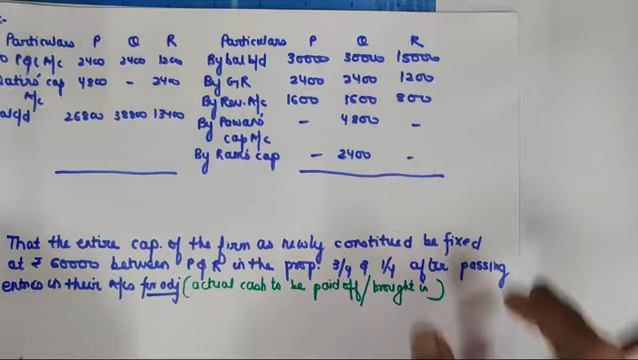 Particulars P Q R Particulars P Q R
P&L A/c 2400 2400 1200 By bal b/d 30000 30000 15000
cap 4800 - 2400 By GR 2400 2400 1200
A/c By Rev. A/c 1600 1600 800
c/d 26800 38800 13400 By Pawan's - 4800 -
cap A/c
By Ram's cap - 2400 -
That the entire cap. of the firm as newly constituted be fixed
at ₹ 60000 between P & R in the prop. 3/4 & 1/4 after passing
entries in their A/cs for adj (actual cash to be paid off/brought in)